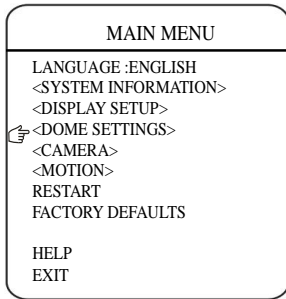 MAIN MENU
LANGUAGE :ENGLISH
<SYSTEM INFORMATION>
<DISPLAY SETUP>
<DOME SETTINGS>
<CAMERA>
<MOTION>
RESTART
FACTORY DEFAULTS
HELP
EXIT